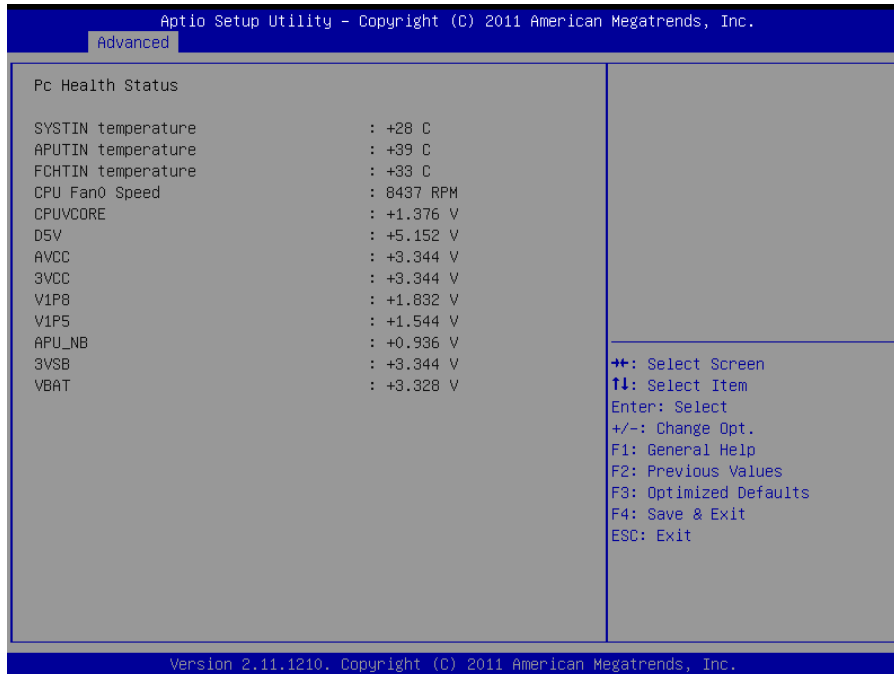 Aptio Setup Utility – Copyright (C) 2011 American Megatrends, Inc.
Advanced
Pc Health Status
SYSTIN temperature : +28 C
APUTIN temperature : +39 C
FCHTIN temperature : +33 C
CPU Fan0 Speed : 8437 RPM
CPUVCORE : +1.376 V
D5V : +5.152 V
AVCC : +3.344 V
3VCC : +3.344 V
V1P8 : +1.832 V
V1P5 : +1.544 V
APU_NB : +0.936 V
3VSB : +3.344 V
VBAT : +3.328 V
→←: Select Screen
↑↓: Select Item
Enter: Select
+/-: Change Opt.
F1: General Help
F2: Previous Values
F3: Optimized Defaults
F4: Save & Exit
ESC: Exit
Version 2.11.1210. Copyright (C) 2011 American Megatrends, Inc.